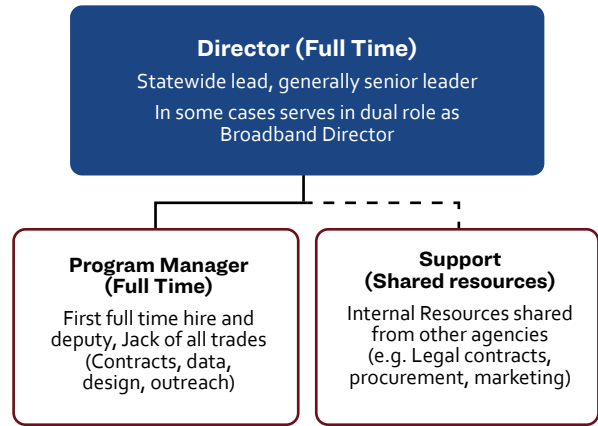 Director (Full Time)
Statewide lead, generally senior leader
In some cases serves in dual role as
Broadband Director
Program Manager
(Full Time)
First full time hire and
deputy, Jack of all trades
(Contracts, data,
design, outreach)
Support
(Shared resources)
Internal Resources shared
from other agencies
(e.g. Legal contracts,
procurement, marketing)